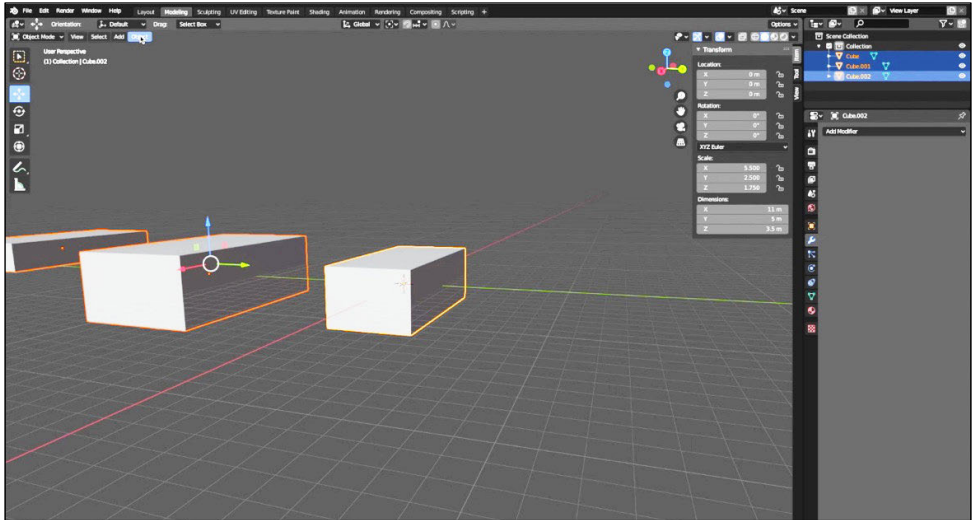 File Edit Render Window Help Layout Modeling Sculpting UV Editing Texture Paint Shading Animation Rendering Compositing Scripting + Scene View Layer
Orientation: Default Drag: Select Box Global Options
Object Mode View Select Add Object
User Perspective
(1) Collection | Cube.002
Transform
Location:
X 0 m
Y 0 m
Z 0 m
Rotation:
X 0°
Y 0°
Z 0°
XYZ Euler
Scale:
X 5.500
Y 2.500
Z 1.750
Dimensions:
X 11 m
Y 5 m
Z 3.5 m
Item
Tool
View
Scene Collection
Collection
Cube
Cube.001
Cube.002
Cube.002
Add Modifier